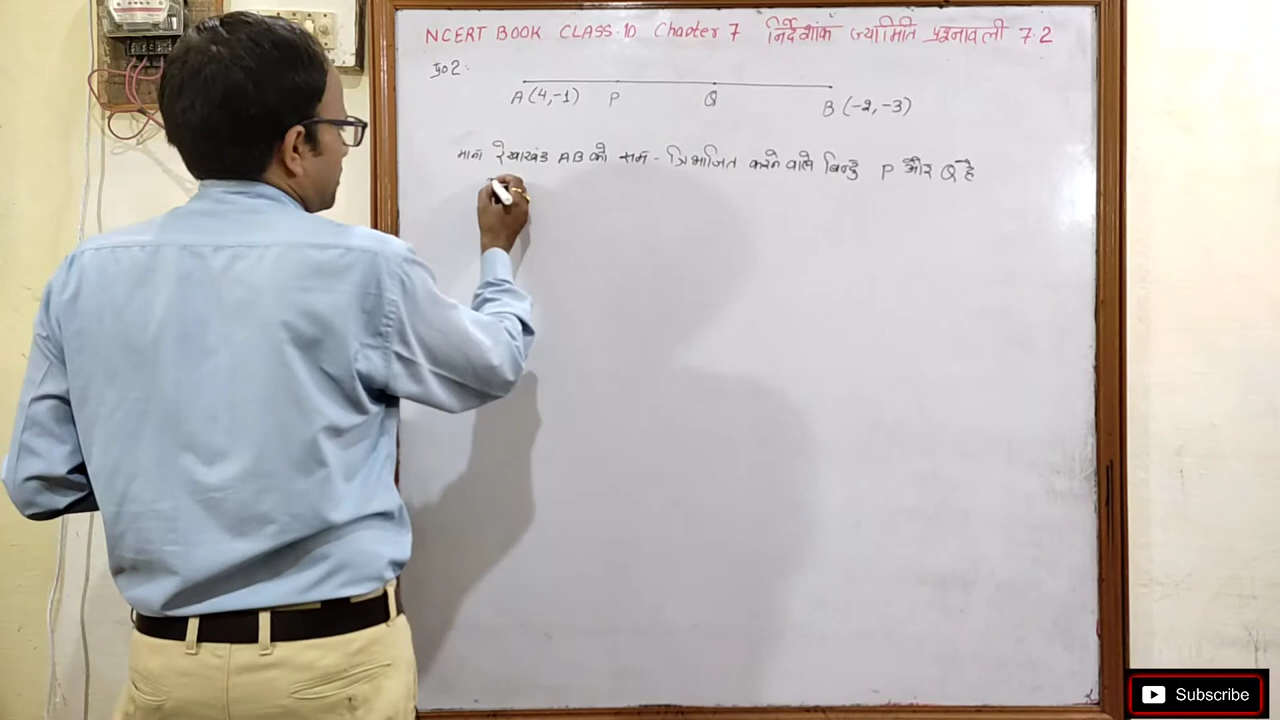 NCERT BOOK CLASS-10 Chapter 7 निर्देशांक ज्यामिति प्रश्नावली 7.2
प्र०2:
A(4,-1) P Q B(-2,-3)
माना रेखाखंड AB को सम-त्रिभाजित करने वाले बिन्दु P और Q है
Subscribe